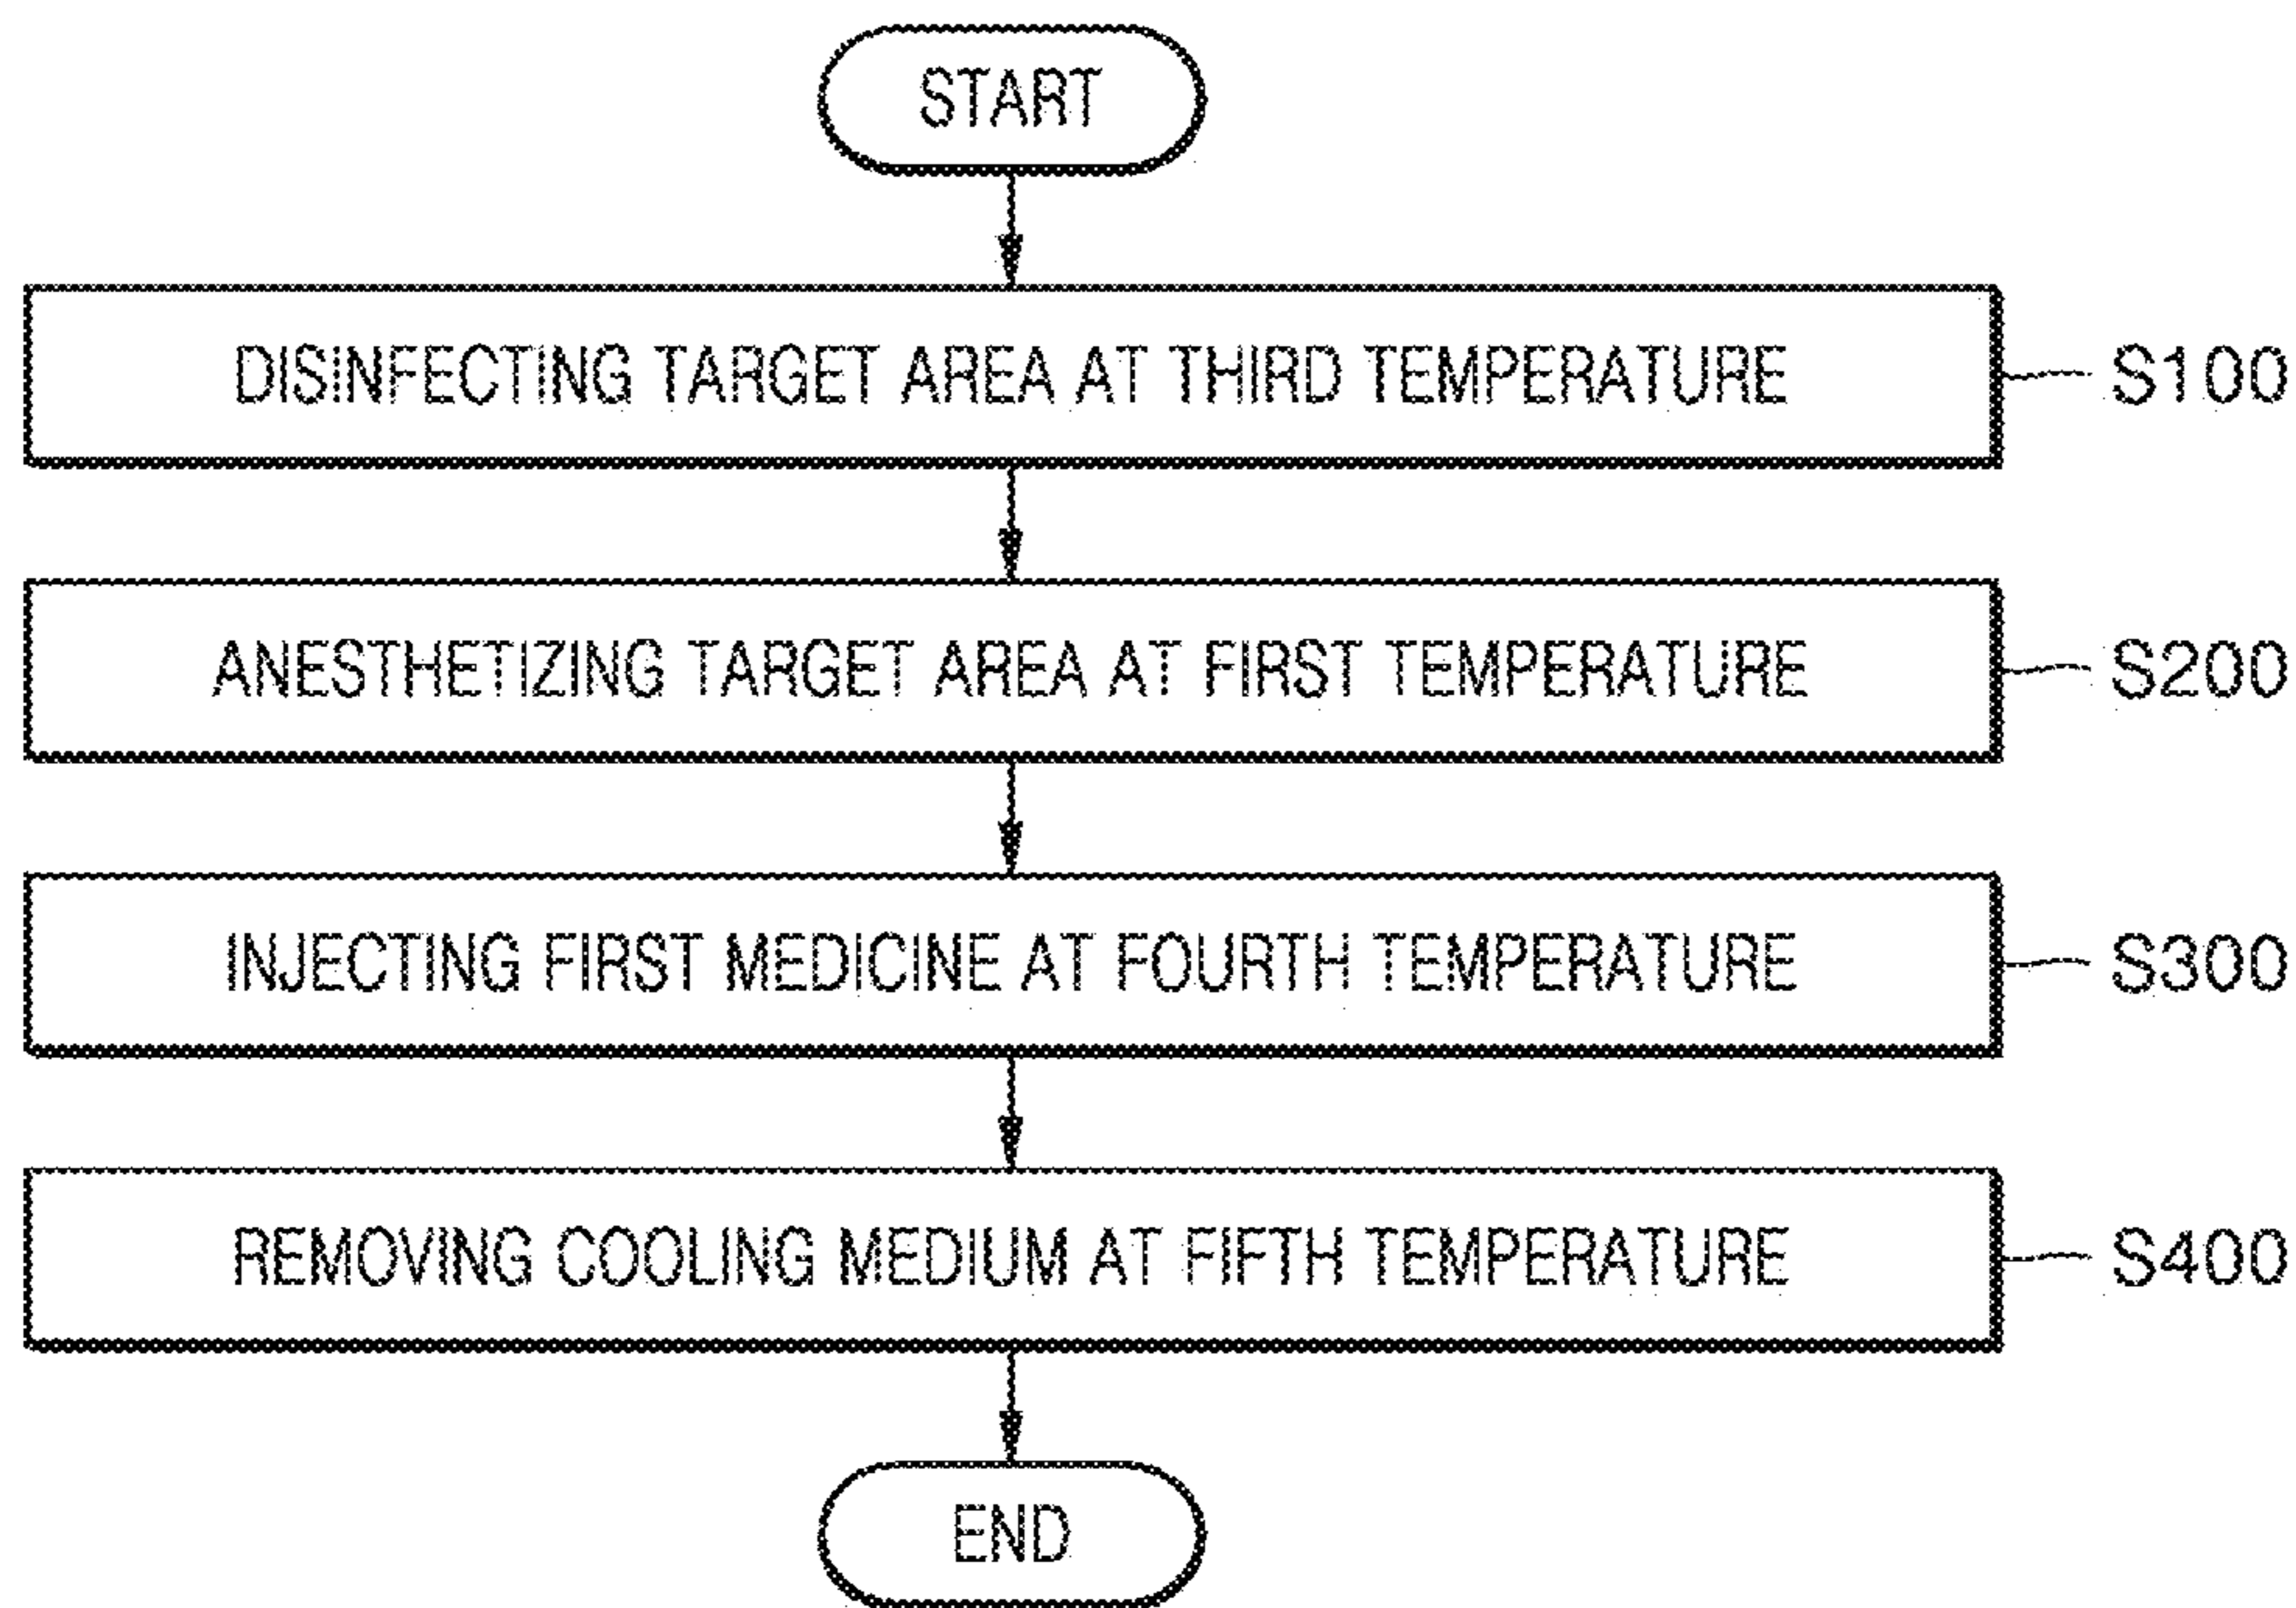 START
DISINFECTING TARGET AREA AT THIRD TEMPERATURE
S100
ANESTHETIZING TARGET AREA AT FIRST TEMPERATURE
S200
INJECTING FIRST MEDICINE AT FOURTH TEMPERATURE
S300
REMOVING COOLING MEDIUM AT FIFTH TEMPERATURE
S400
END